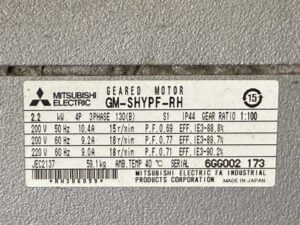 MITSUBISHI ELECTRIC GEARED MOTOR
GM-SHYPF-RH
15
2.2 kW 4P 3PHASE 130(B) S1 IP44 GEAR RATIO 1:100
200 V 50 Hz 10.4A 15r/min P.F.0.69 EFF.IE3-88.8%
200 V 60 Hz 9.2A 18r/min P.F.0.77 EFF.IE3-89.7%
220 V 60 Hz 9.0A 18r/min P.F.0.71 EFF.IE3-90.2%
JEC2137 59.1kg AMB.TEMP 40 °C SERIAL 6GG002 173
MITSUBISHI ELECTRIC FA INDUSTRIAL
PRODUCTS CORPORATION MADE IN JAPAN